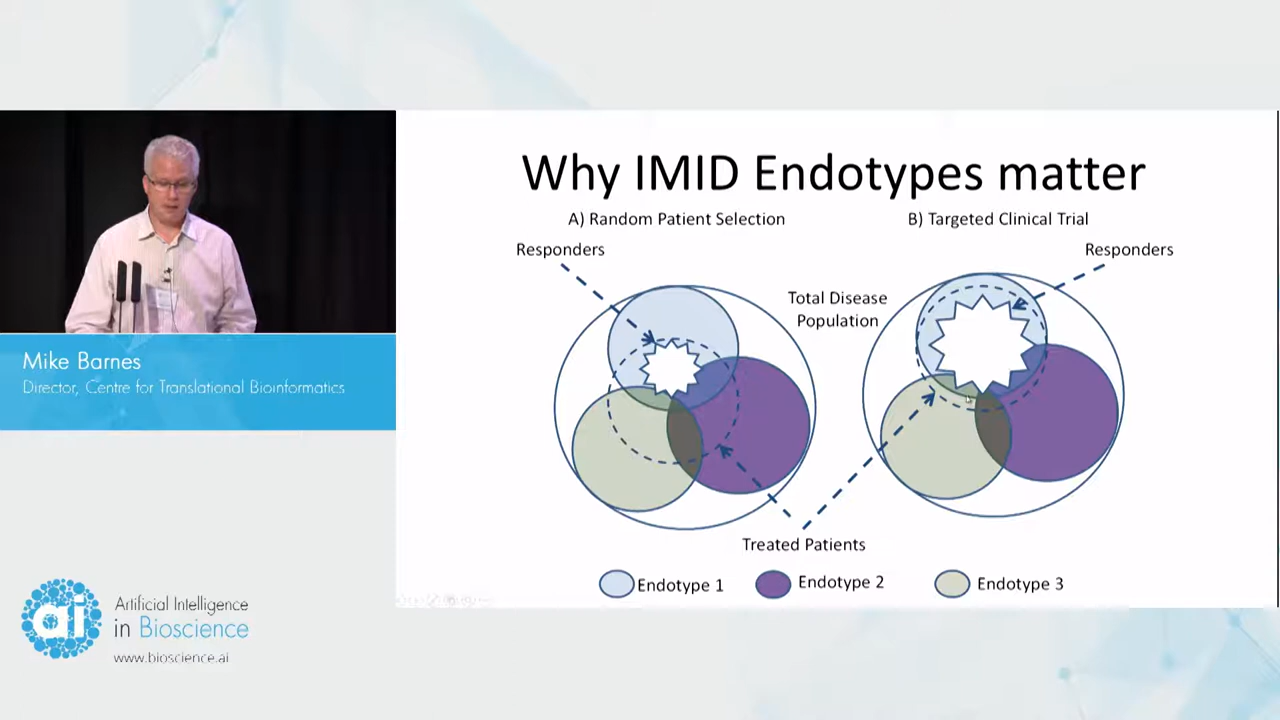 Why IMID Endotypes matter
A) Random Patient Selection
B) Targeted Clinical Trial
Responders
Responders
Total Disease
Population
Treated Patients
Endotype 1
Endotype 2
Endotype 3
Mike Barnes
Director, Centre for Translational Bioinformatics
ai
Artificial Intelligence
in Bioscience
www.bioscience.ai